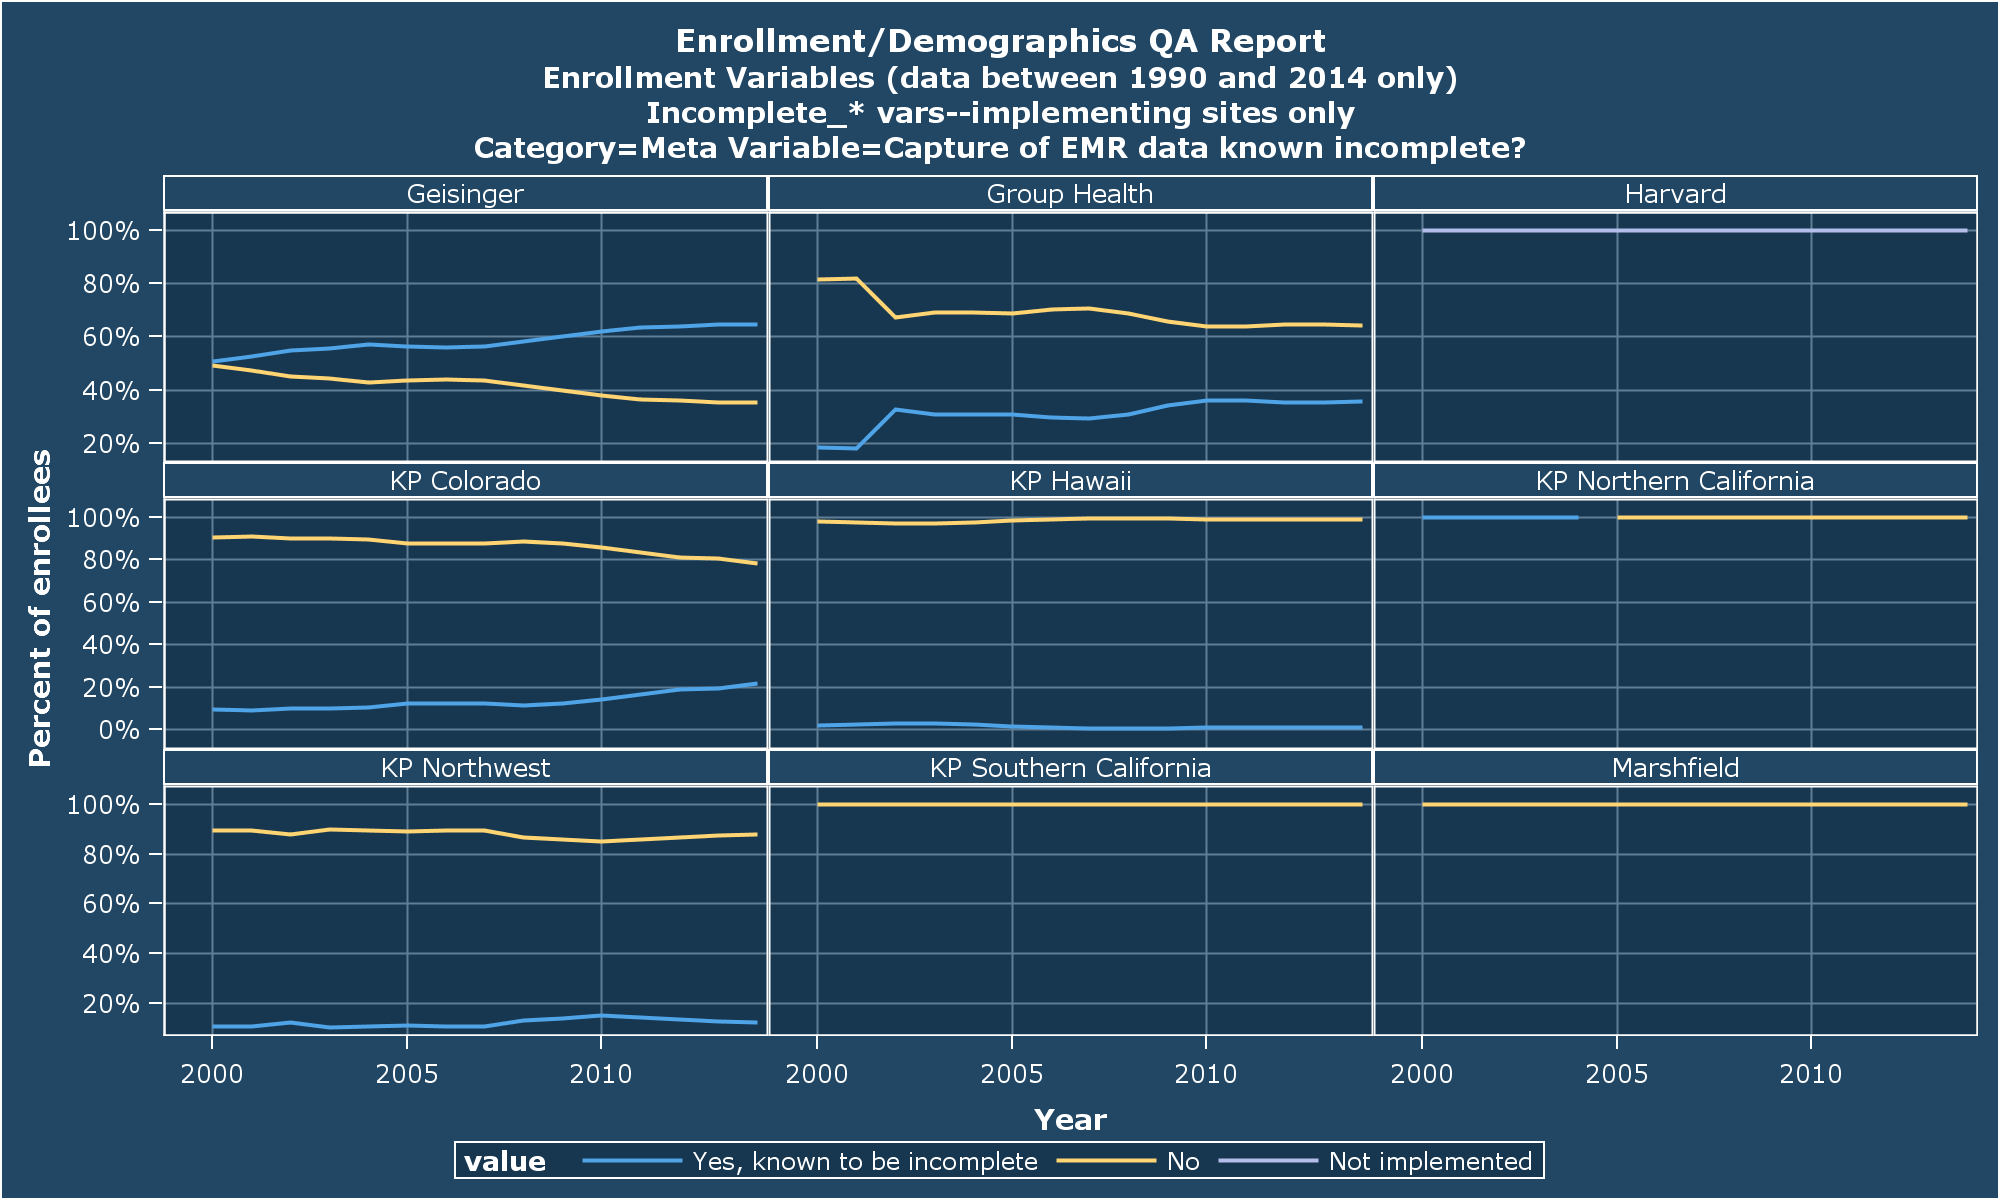 Enrollment/Demographics QA Report
Enrollment Variables (data between 1990 and 2014 only)
Incomplete_* vars--implementing sites only
Category=Meta Variable=Capture of EMR data known incomplete?
Geisinger
Group Health
Harvard
100%
80%
60%
40%
20%
KP Colorado
KP Hawaii
KP Northern California
100%
80%
60%
40%
20%
0%
KP Northwest
KP Southern California
Marshfield
100%
80%
60%
40%
20%
Percent of enrollees
2000 2005 2010 2000 2005 2010 2000 2005 2010
Year
value Yes, known to be incomplete No Not implemented